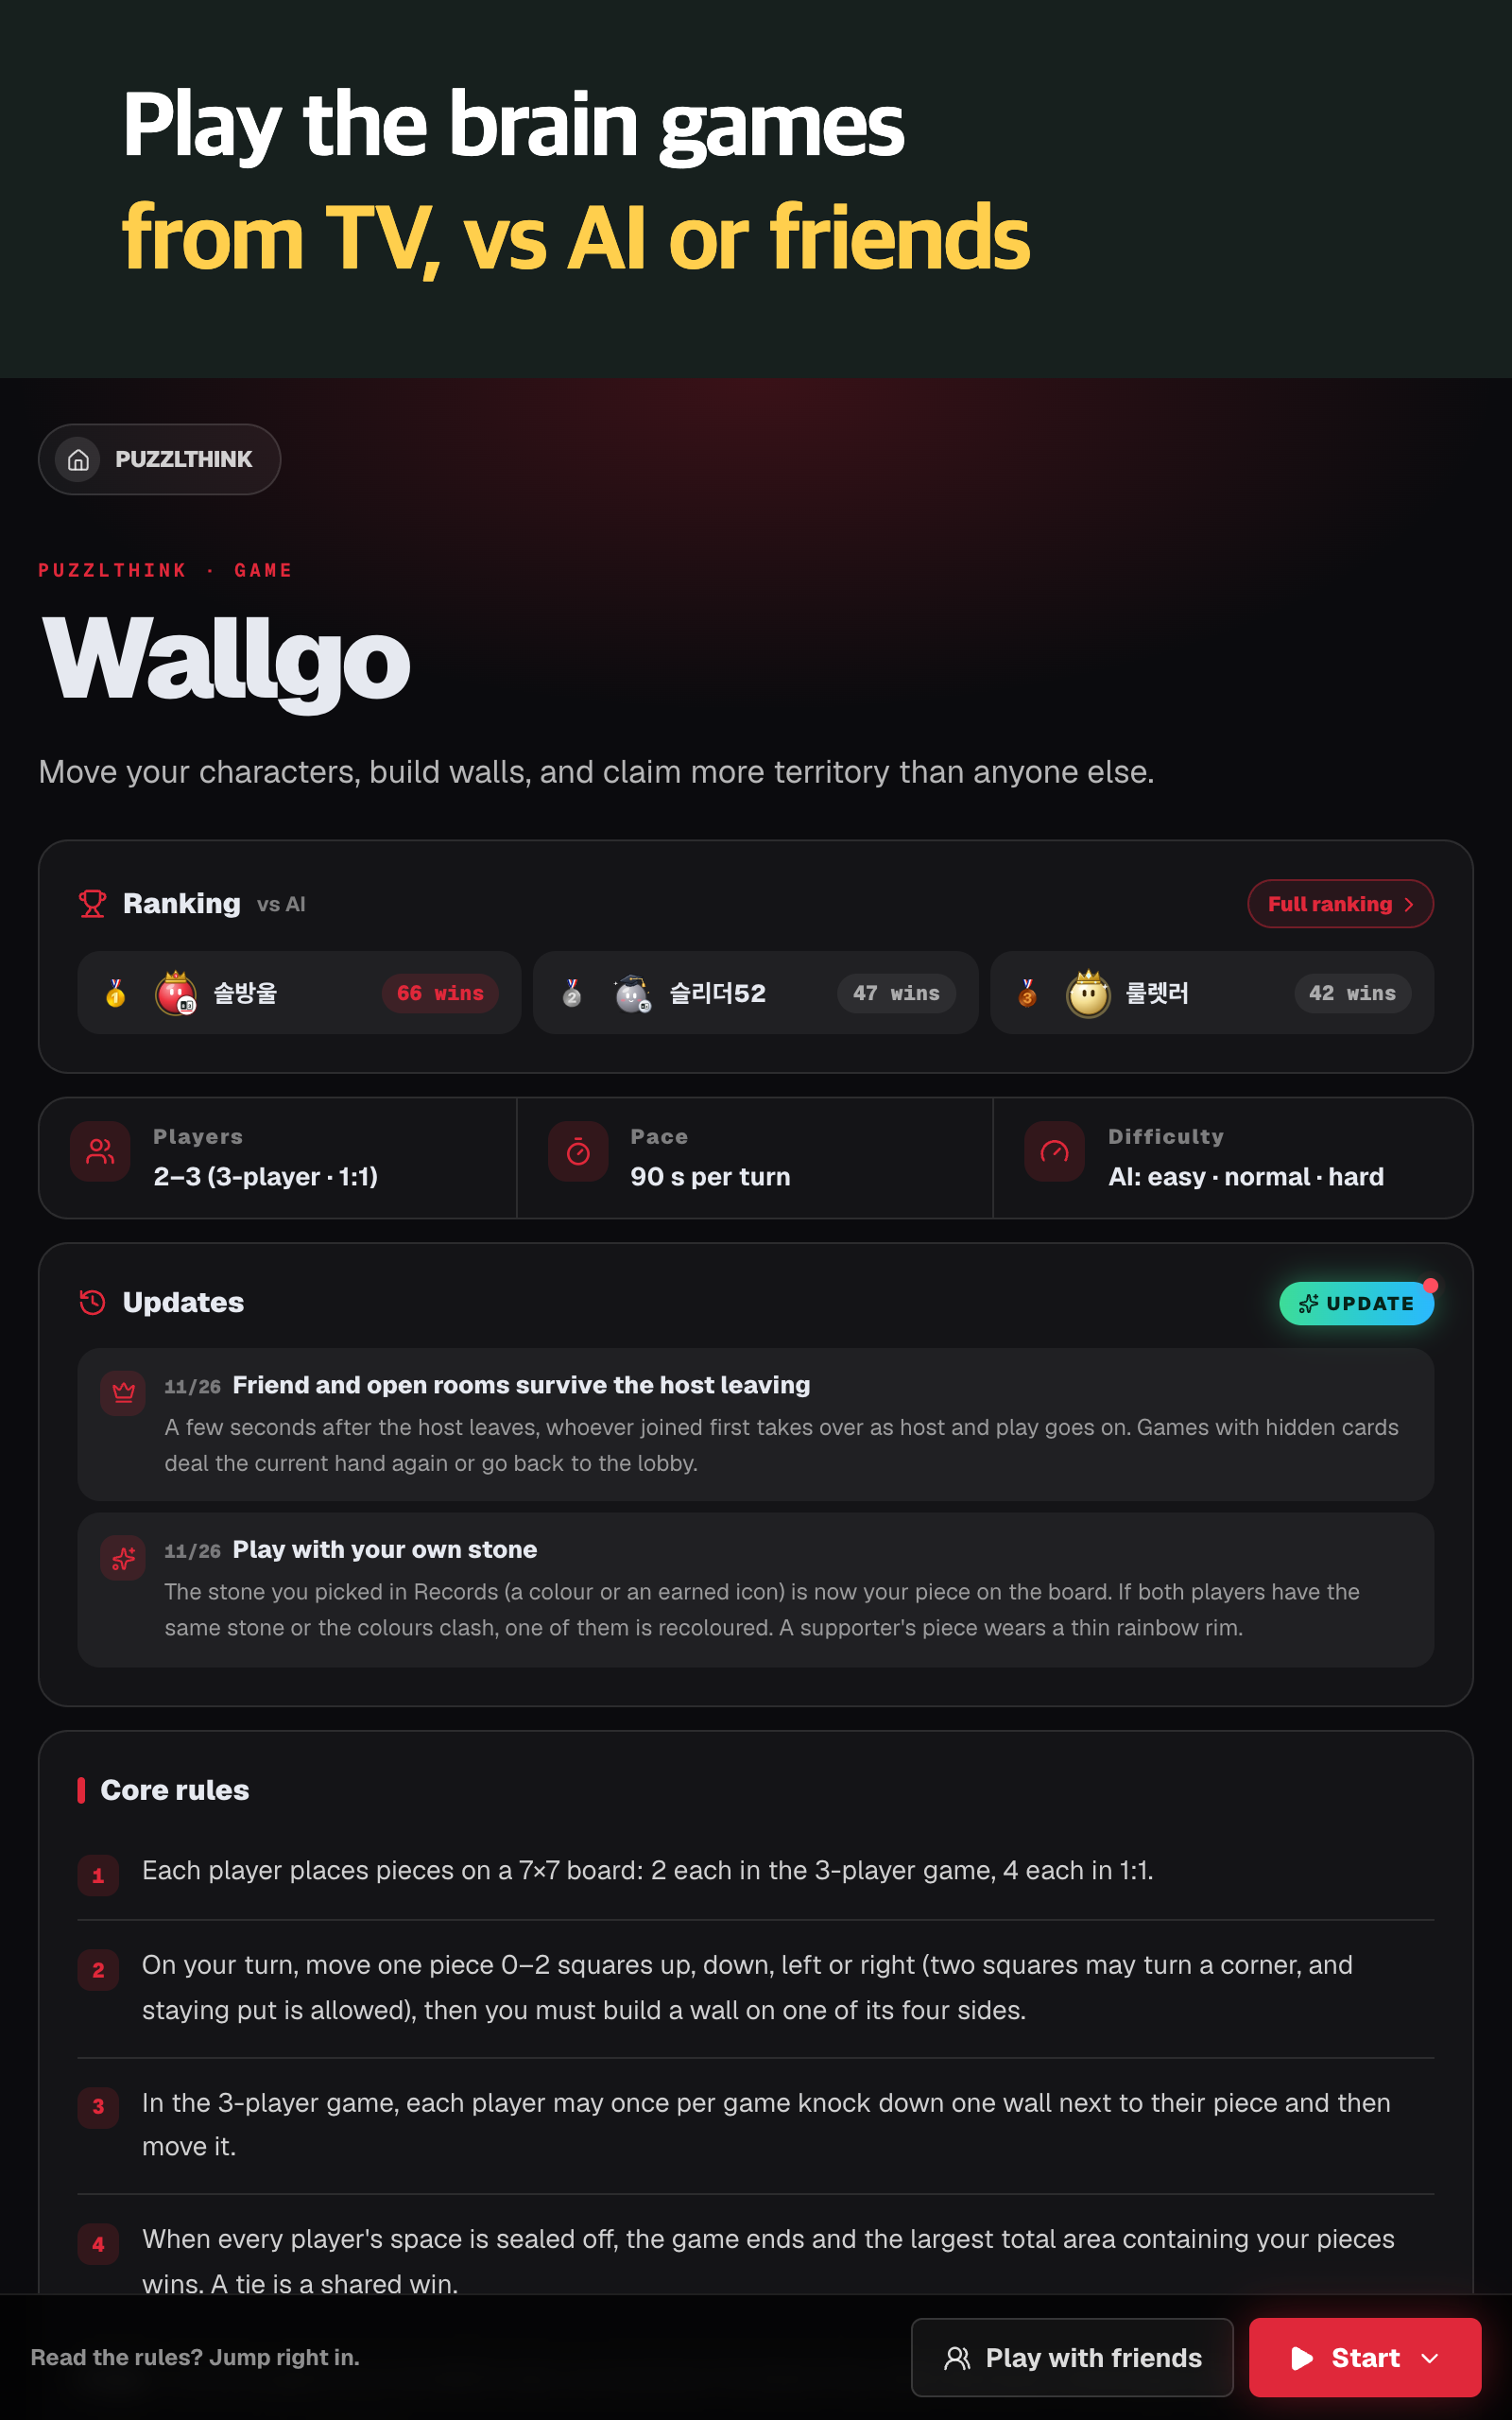 Play the brain games
from TV, vs AI or friends
PUZZLTHINK
PUZZLTHINK · GAME
Wallgo
Move your characters, build walls, and claim more territory than anyone else.
Ranking vs AI
Full ranking
1 솔방울 66 wins
2 슬리더52 47 wins
3 룰렛러 42 wins
Players
2–3 (3-player · 1:1)
Pace
90 s per turn
Difficulty
AI: easy · normal · hard
Updates
UPDATE
11/26 Friend and open rooms survive the host leaving
A few seconds after the host leaves, whoever joined first takes over as host and play goes on. Games with hidden cards
deal the current hand again or go back to the lobby.
11/26 Play with your own stone
The stone you picked in Records (a colour or an earned icon) is now your piece on the board. If both players have the
same stone or the colours clash, one of them is recoloured. A supporter's piece wears a thin rainbow rim.
Core rules
1 Each player places pieces on a 7×7 board: 2 each in the 3-player game, 4 each in 1:1.
2 On your turn, move one piece 0–2 squares up, down, left or right (two squares may turn a corner, and
staying put is allowed), then you must build a wall on one of its four sides.
3 In the 3-player game, each player may once per game knock down one wall next to their piece and then
move it.
4 When every player's space is sealed off, the game ends and the largest total area containing your pieces
wins. A tie is a shared win.
Read the rules? Jump right in.
Play with friends
Start